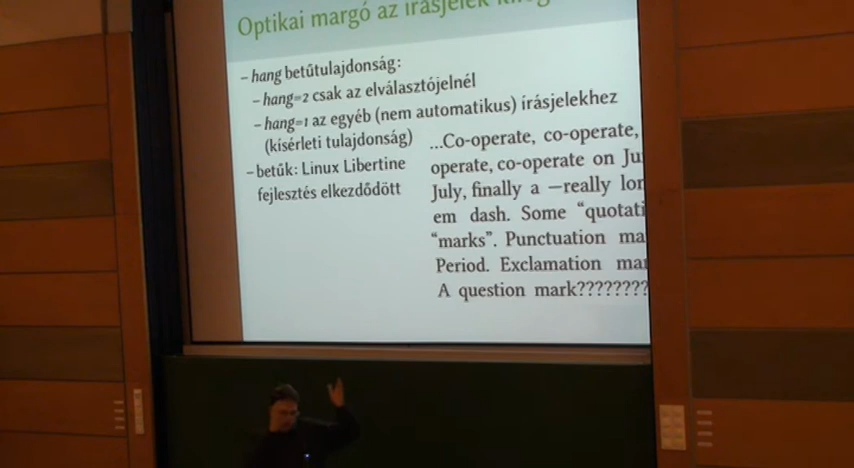 Optikai margó az írásjelek
– hang betűtulajdonság:
– hang=2 csak az elválasztójelnél
– hang=1 az egyéb (nem automatikus) írásjelekhez
(kísérleti tulajdonság)
– betűk: Linux Libertine
fejlesztés elkezdődött
...Co-operate, co-operate,
operate, co-operate on Ju
July, finally a —really lon
em dash. Some “quotati
“marks”. Punctuation ma
Period. Exclamation mar
A question mark????????